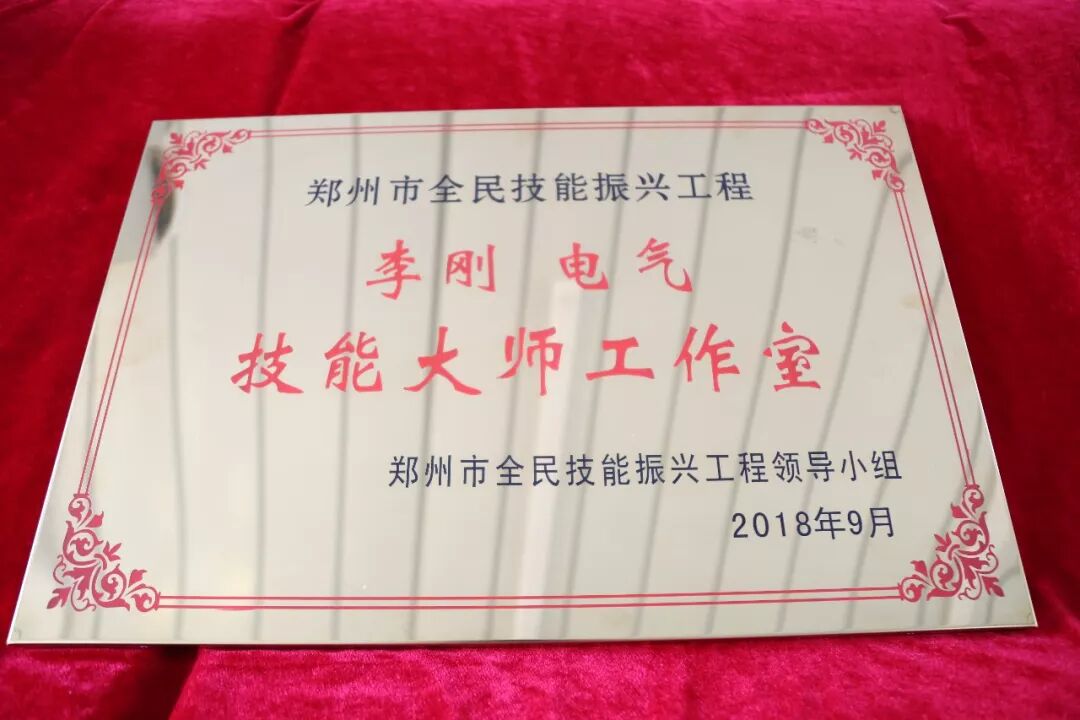 郑州市全民技能振兴工程
李刚 电气
技能大师工作室
郑州市全民技能振兴工程领导小组
2018年9月